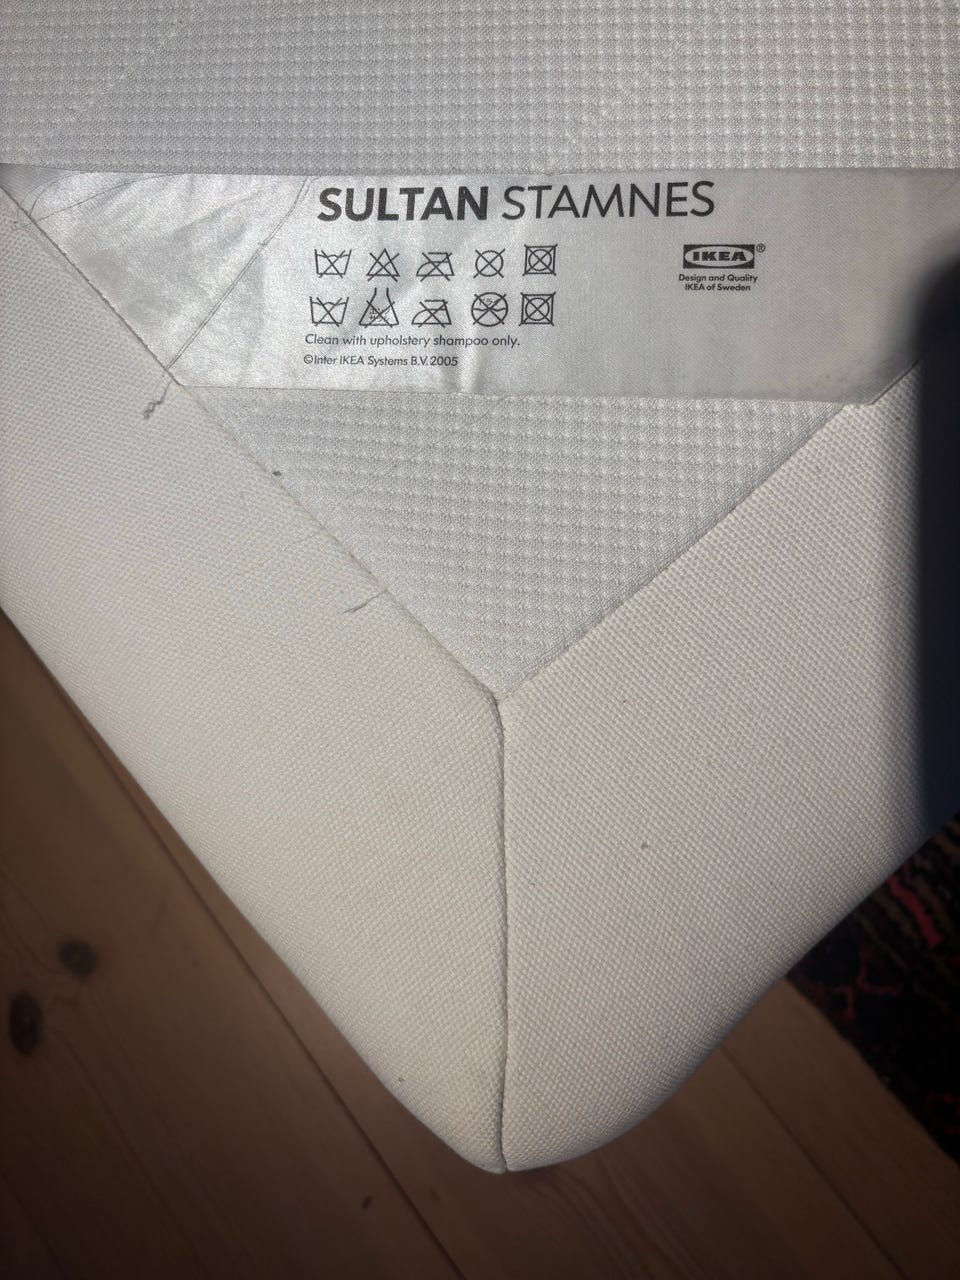 SULTAN STAMNES
IKEA®
Design and Quality
IKEA of Sweden
Clean with upholstery shampoo only.
©Inter IKEA Systems B.V. 2005